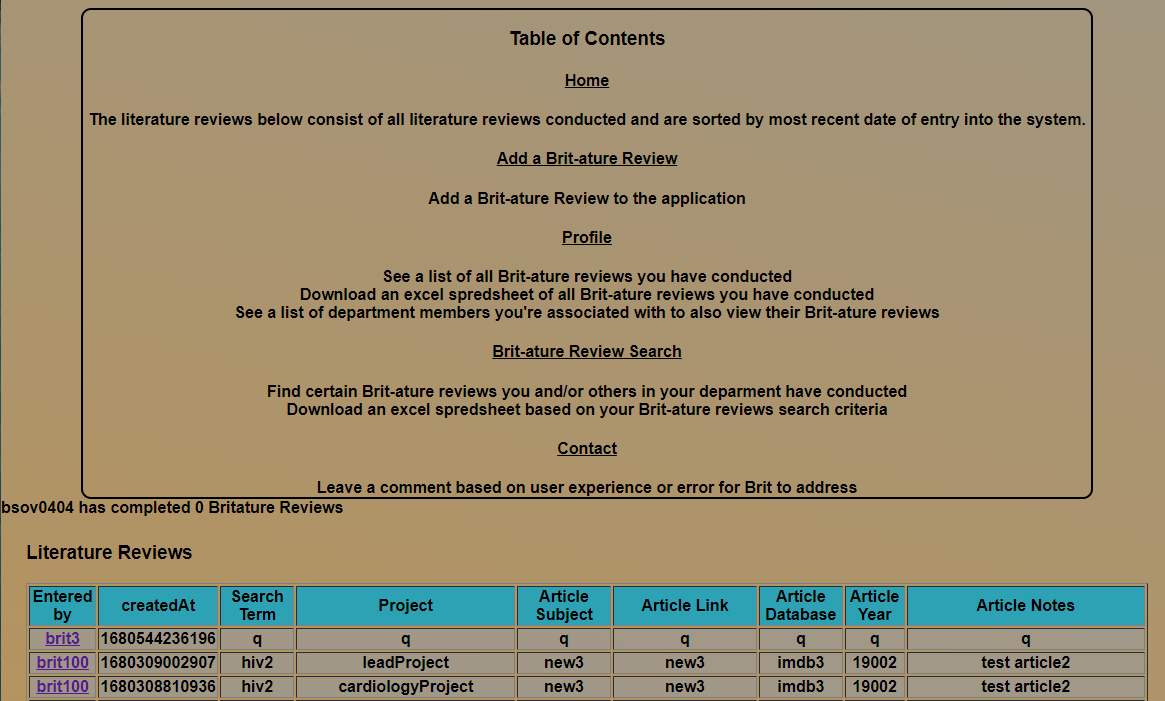 Table of Contents
Home
The literature reviews below consist of all literature reviews conducted and are sorted by most recent date of entry into the system.
Add a Brit-ature Review
Add a Brit-ature Review to the application
Profile
See a list of all Brit-ature reviews you have conducted
Download an excel spredsheet of all Brit-ature reviews you have conducted
See a list of department members you're associated with to also view their Brit-ature reviews
Brit-ature Review Search
Find certain Brit-ature reviews you and/or others in your deparment have conducted
Download an excel spredsheet based on your Brit-ature reviews search criteria
Contact
Leave a comment based on user experience or error for Brit to address
bsov0404 has completed 0 Britature Reviews
Literature Reviews
Entered by createdAt Search Term Project Article Subject Article Link Article Database Article Year Article Notes
brit3 1680544236196 q q q q q q q
brit100 1680309002907 hiv2 leadProject new3 new3 imdb3 19002 test article2
brit100 1680308810936 hiv2 cardiologyProject new3 new3 imdb3 19002 test article2